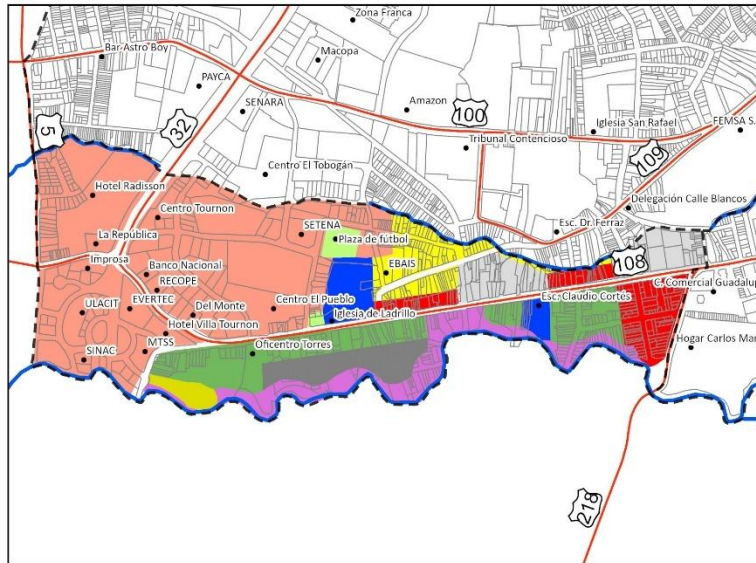 Zona Franca
Bar Astro Boy
Macopa
PAYCA
Amazon
32
SENARA
100
Iglesia San Rafael
FEMSA S.
5
Tribunal Contencioso
109
Centro El Tobogán
Hotel Radisson
Delegación Calle Blancos
Centro Tournon
SETENA
Esc. Dr. Ferraz
Plaza de fútbol
La República
108
Improsa
Banco Nacional
EBAIS
RECOPE
C. Comercial Guadalup
ULACIT
EVERTEC
Del Monte
Centro El Pueblo
Esc. Claudio Cortés
Iglesia de Ladrillo
Hotel Villa Tournon
MTSS
Oficentro Torres
Hogar Carlos Mar
SINAC
218